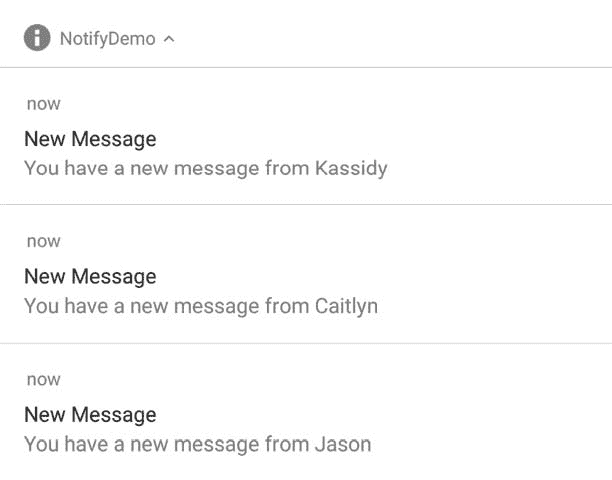 NotifyDemo
now
New Message
You have a new message from Kassidy
now
New Message
You have a new message from Caitlyn
now
New Message
You have a new message from Jason